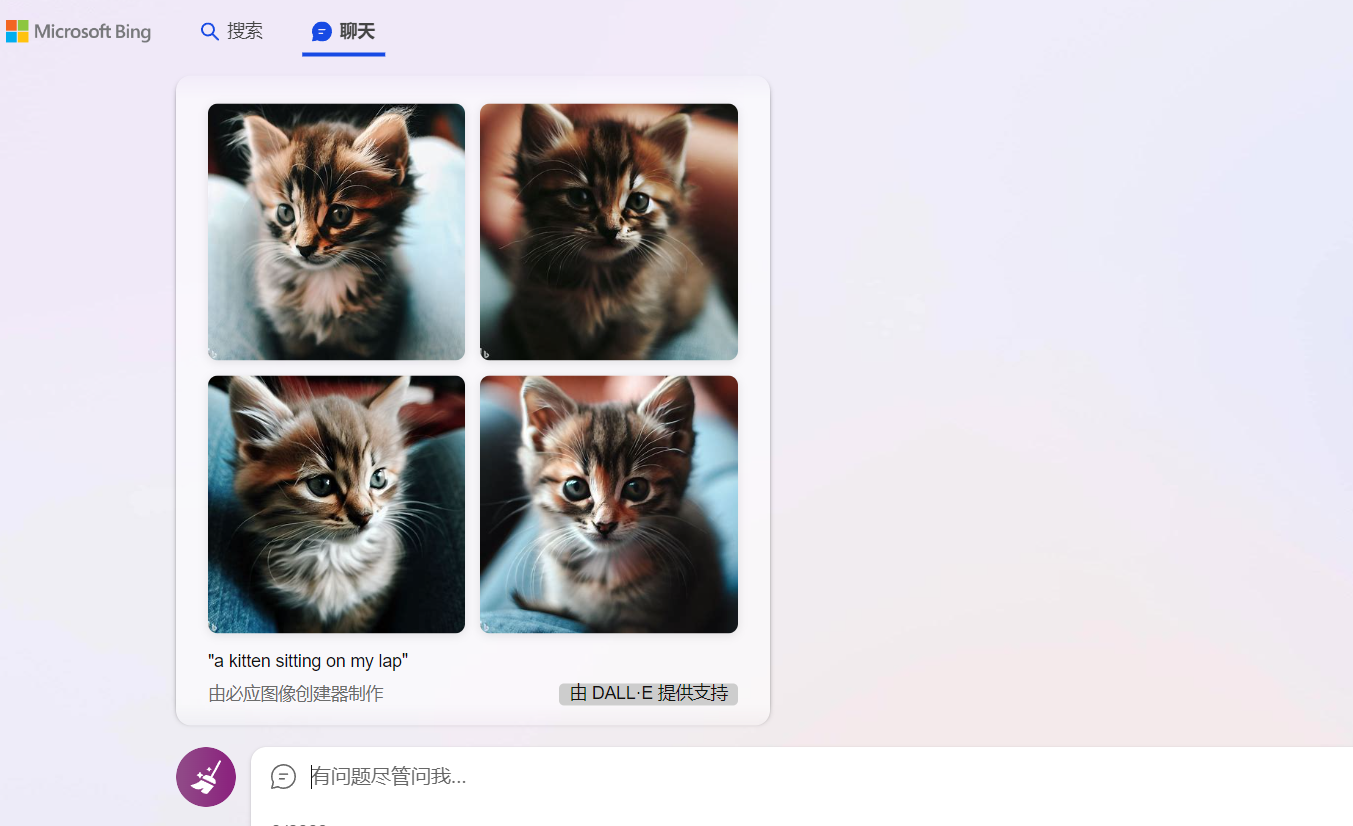 Microsoft Bing
搜索
聊天
"a kitten sitting on my lap"
由必应图像创建器制作
由 DALL·E 提供支持
有问题尽管问我...